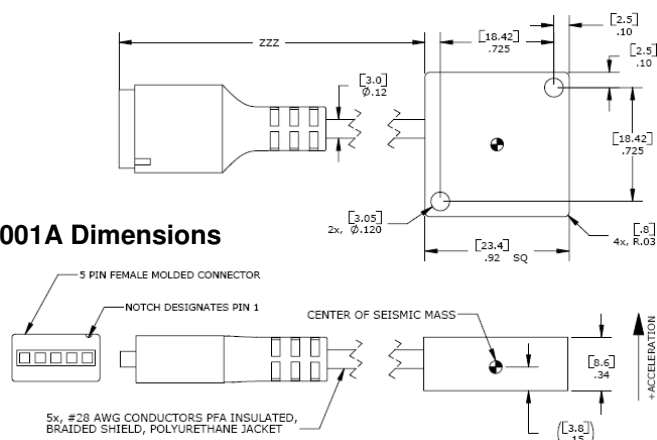 [2.5]
.10
ZZZ
[18.42]
.725
[2.5]
.10
[3.0]
Ø.12
[18.42]
.725
[3.05]
2x, Ø.120
[.8]
4x, R.03
[23.4]
.92 SQ
001A Dimensions
5 PIN FEMALE MOLDED CONNECTOR
NOTCH DESIGNATES PIN 1
CENTER OF SEISMIC MASS
+ACCELERATION
[8.6]
.34
5x, #28 AWG CONDUCTORS PFA INSULATED,
BRAIDED SHIELD, POLYURETHANE JACKET
([3.8]
.15)